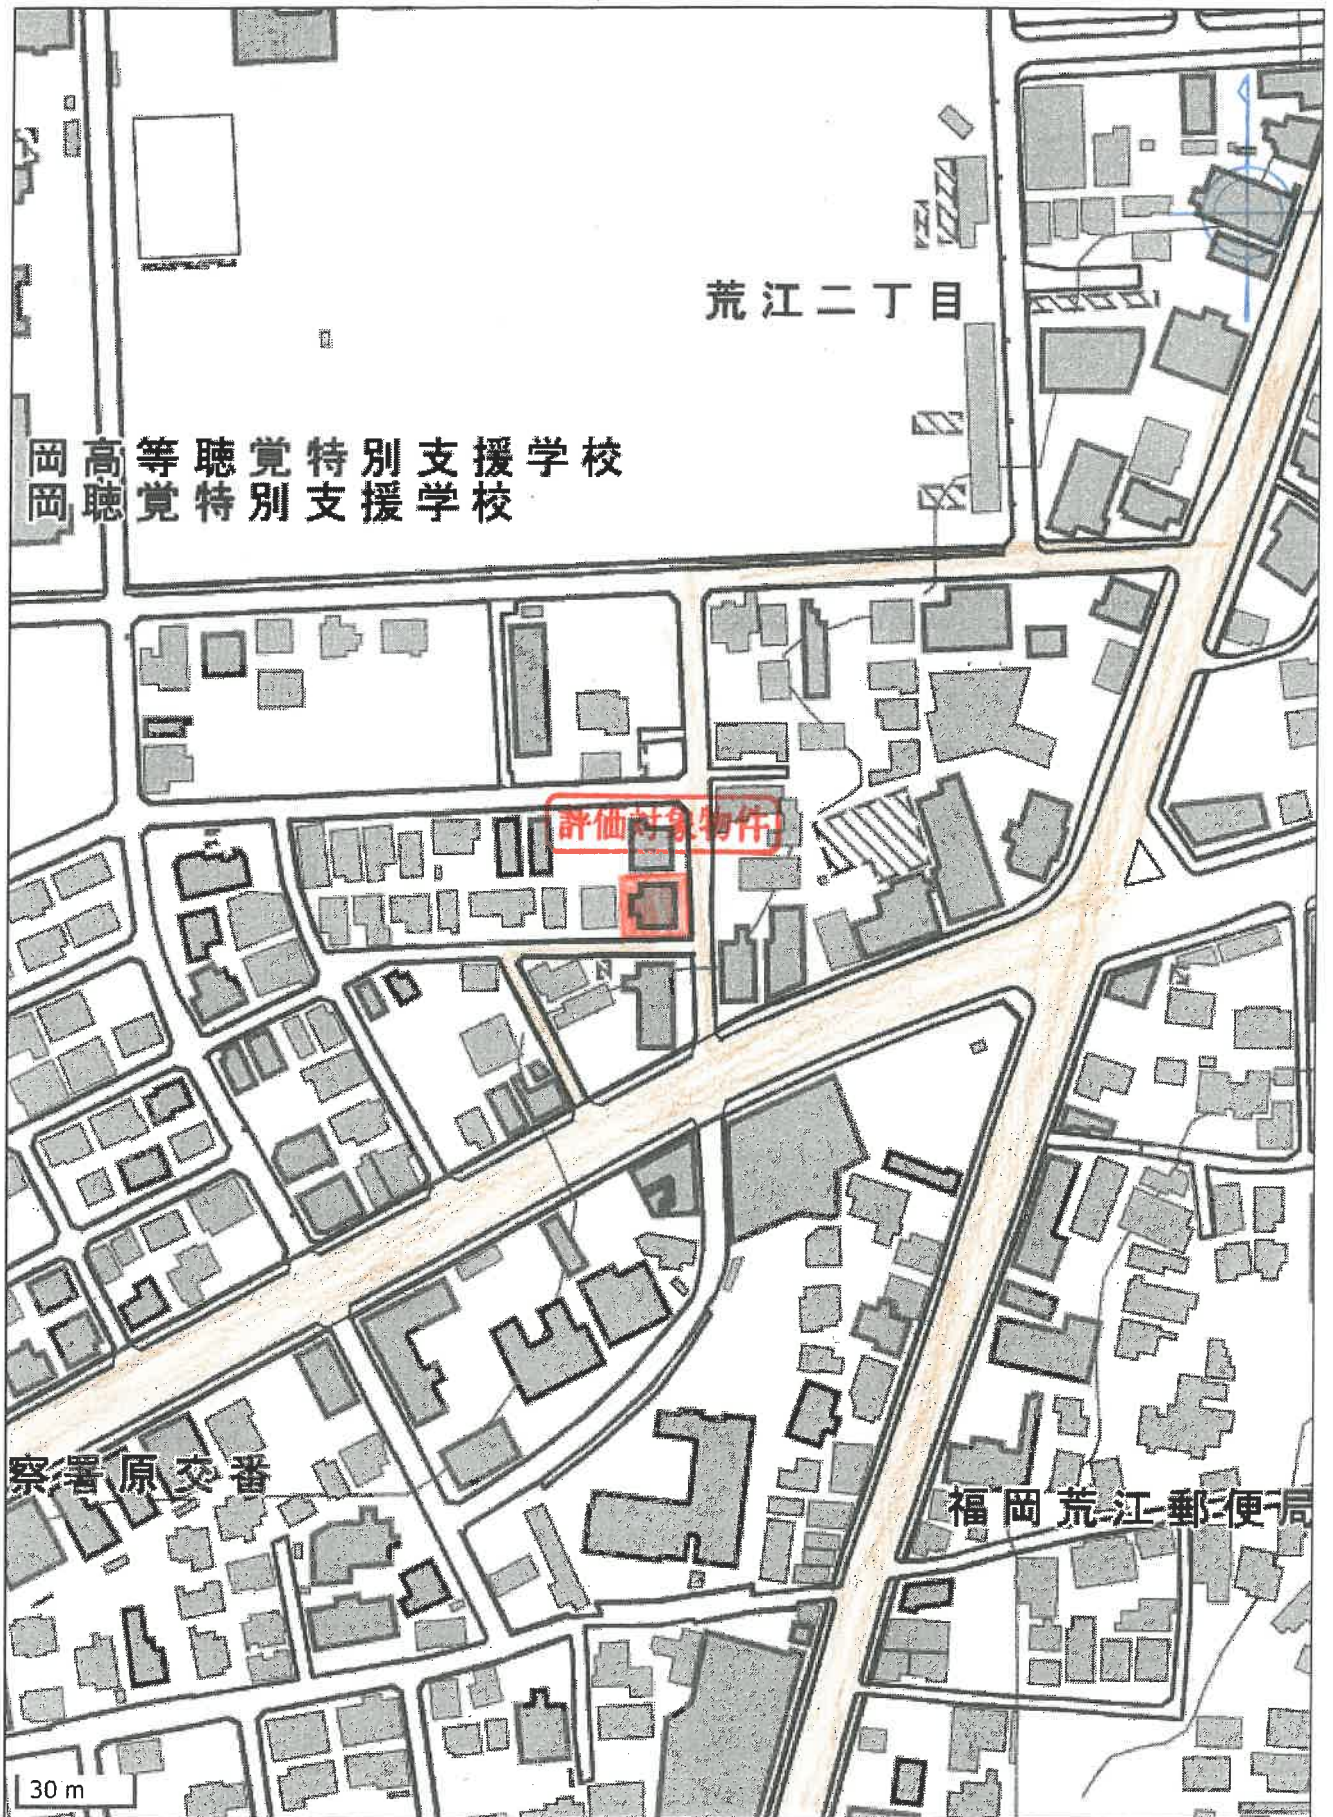 荒江二丁目
岡高等聴覚特別支援学校
岡聴覚特別支援学校
評価対象物件
察署原交番
福岡荒江郵便局
30 m